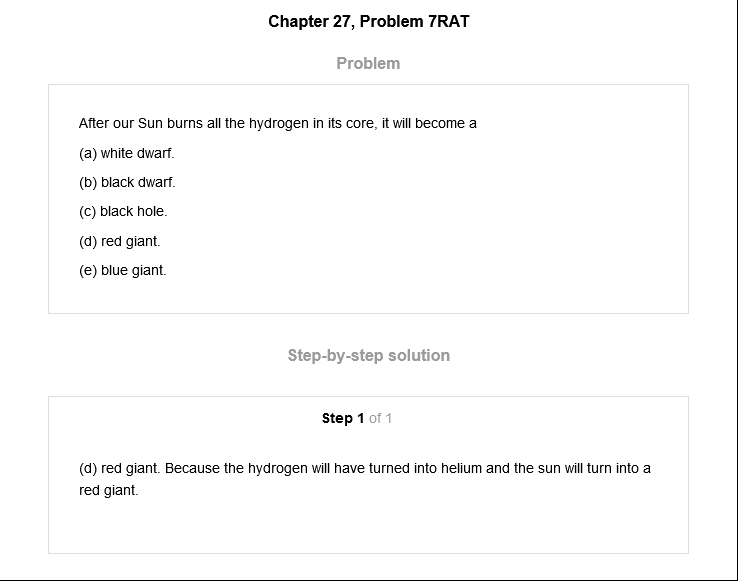 Chapter 27, Problem 7RAT
Problem
After our Sun burns all the hydrogen in its core, it will become a
(a) white dwarf.
(b) black dwarf.
(c) black hole.
(d) red giant.
(e) blue giant.
Step-by-step solution
Step 1 of 1
(d) red giant. Because the hydrogen will have turned into helium and the sun will turn into a
red giant.